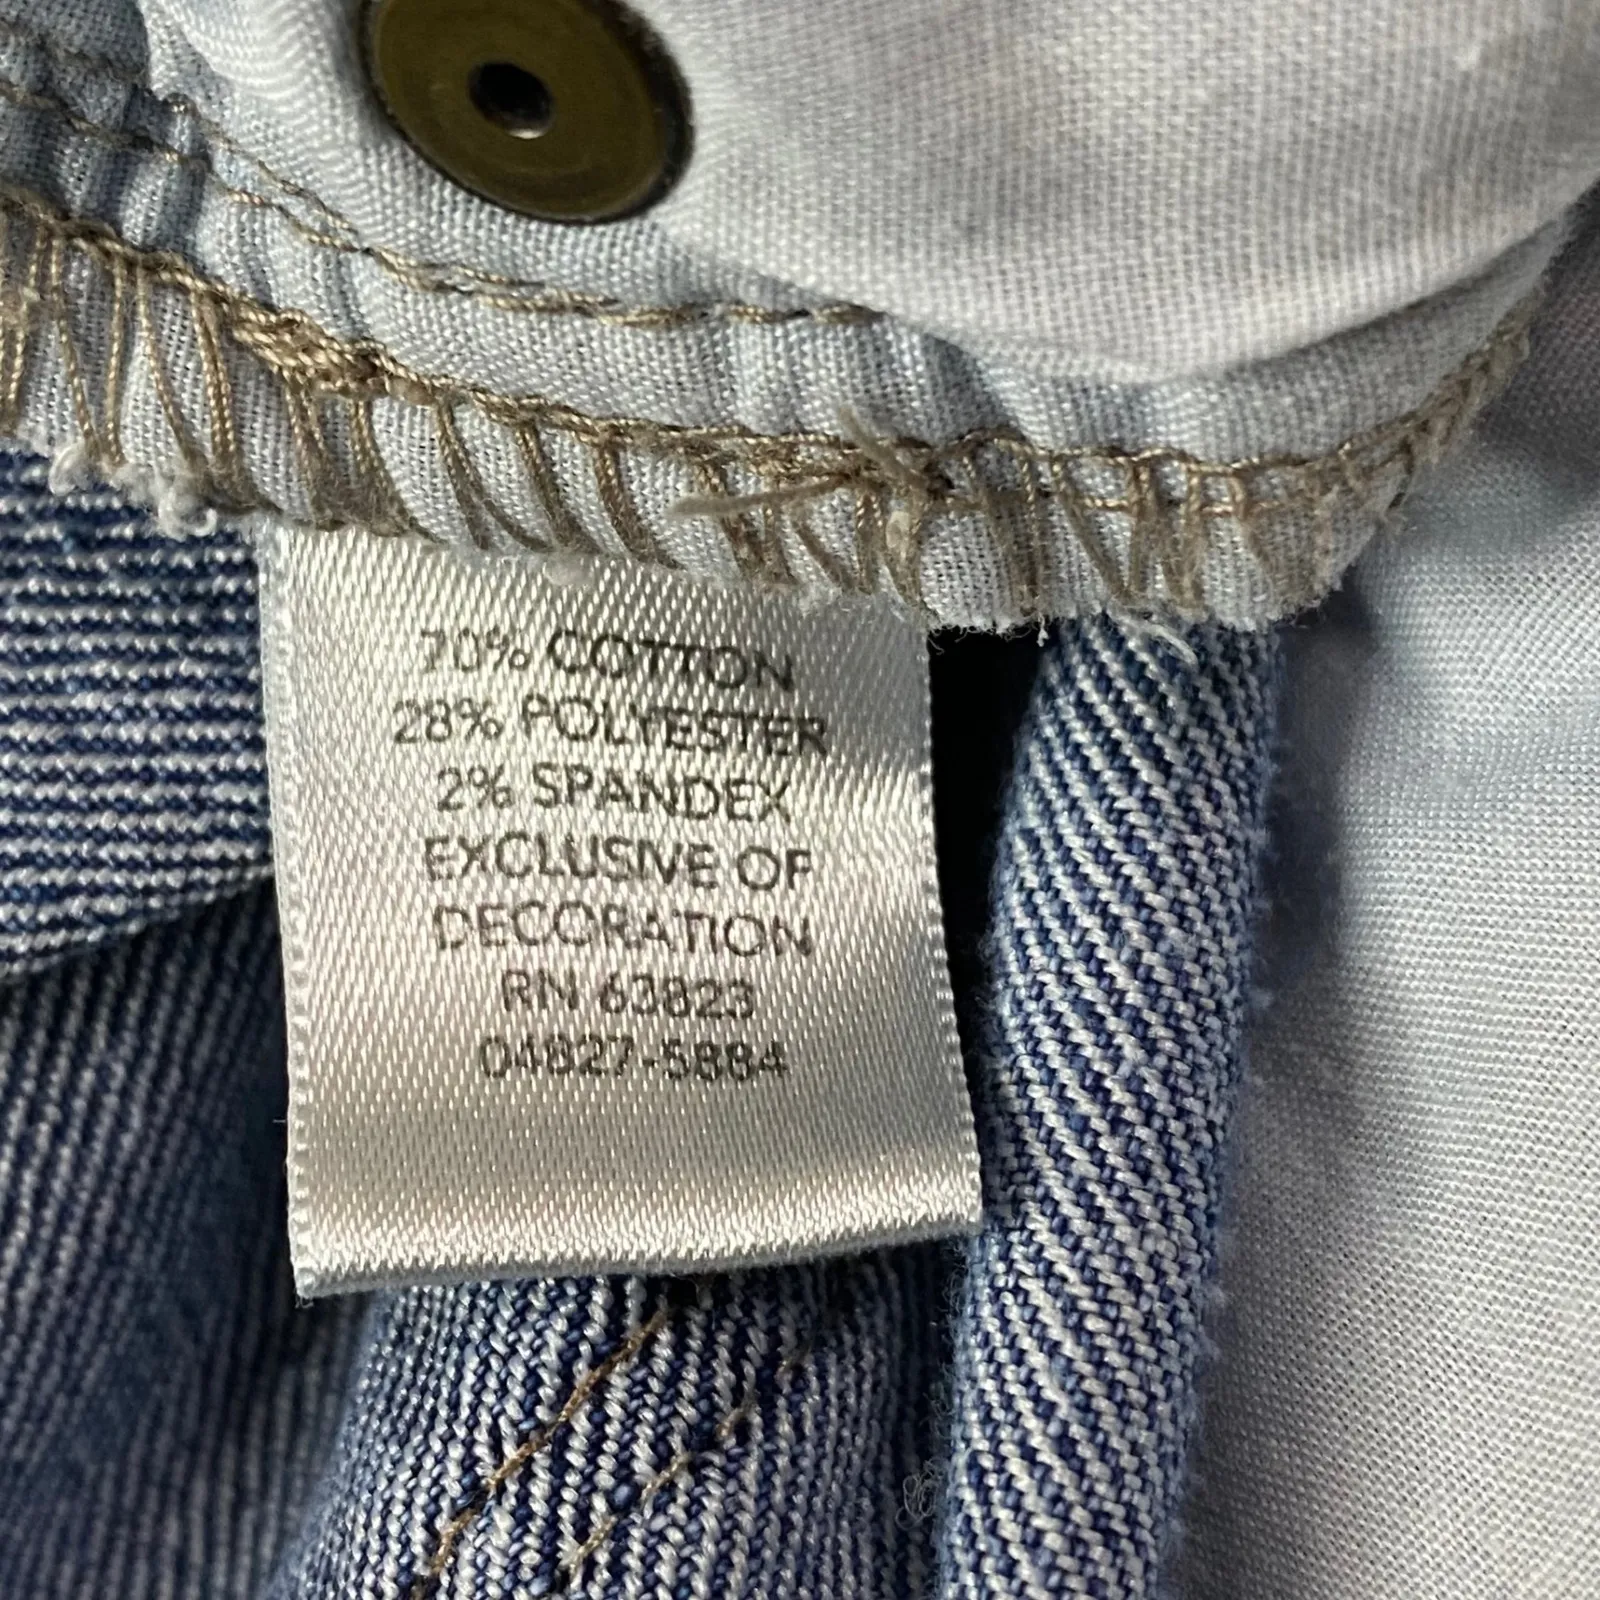 70% COTTON
28% POLYESTER
2% SPANDEX
EXCLUSIVE OF
DECORATION
RN 63823
04827-5884